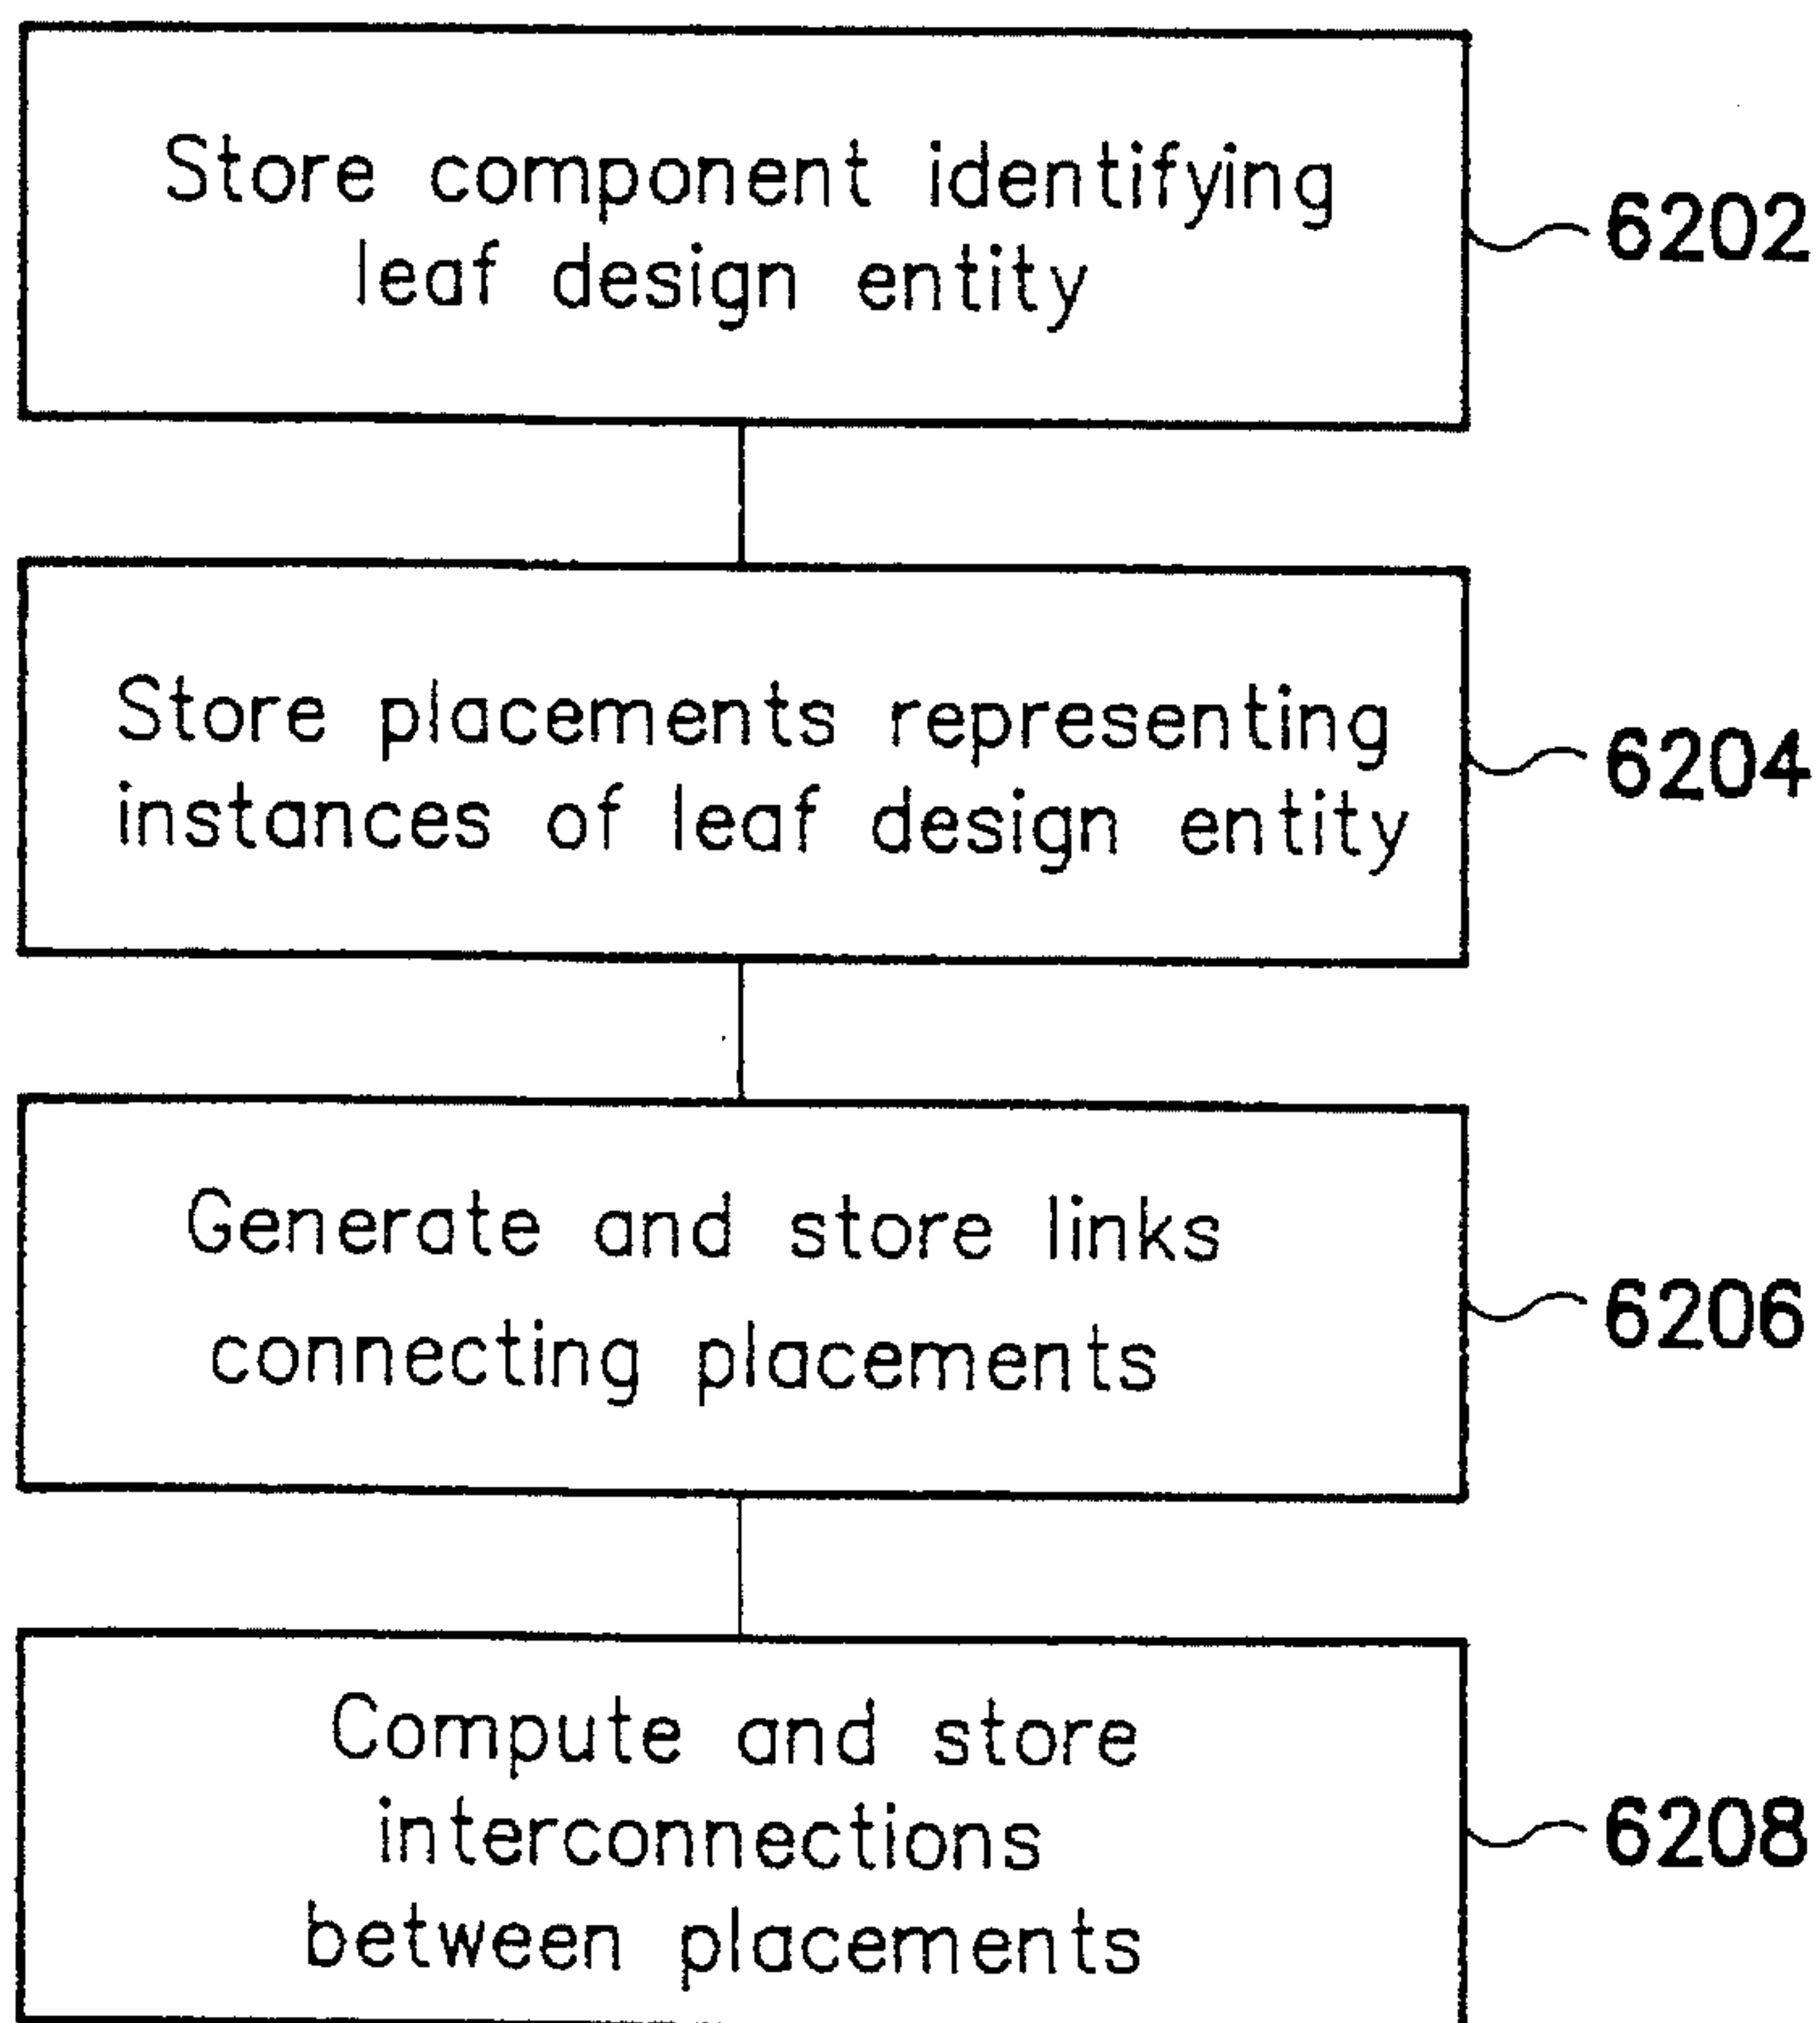 Store component identifying
leaf design entity
6202
Store placements representing
instances of leaf design entity
6204
Generate and store links
connecting placements
6206
Compute and store
interconnections
between placements
6208